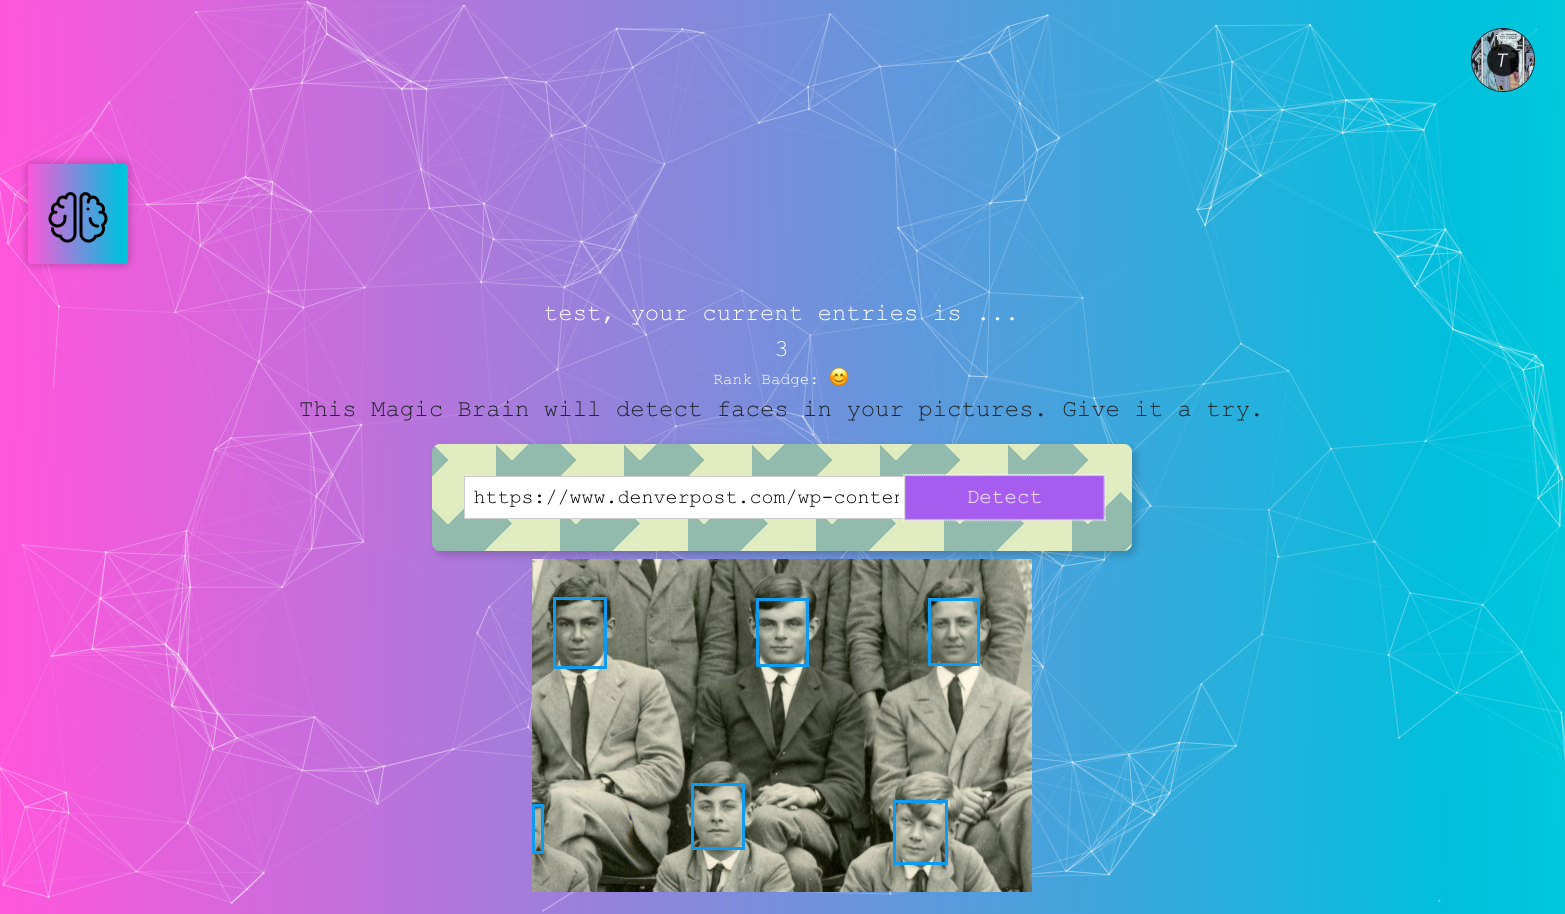 T
test, your current entries is ...
3
Rank Badge: 😊
This Magic Brain will detect faces in your pictures. Give it a try.
https://www.denverpost.com/wp-conten
Detect